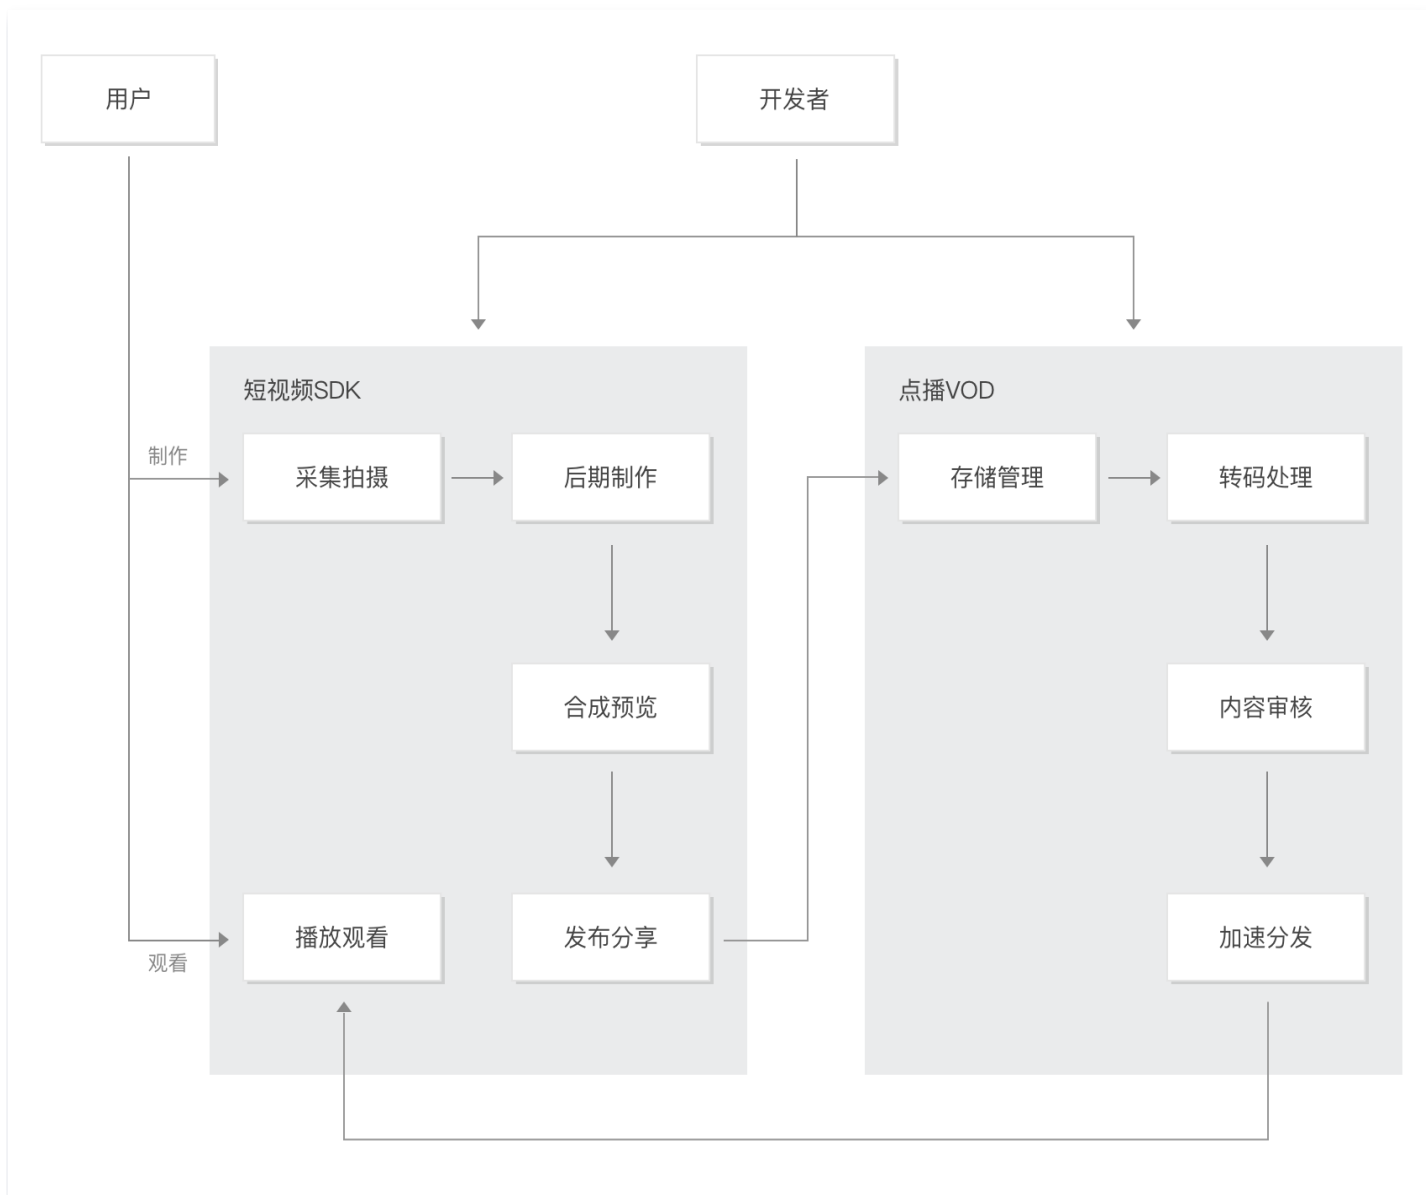 用户
开发者
短视频SDK
点播VOD
制作
采集拍摄
后期制作
存储管理
转码处理
合成预览
内容审核
播放观看
发布分享
加速分发
观看